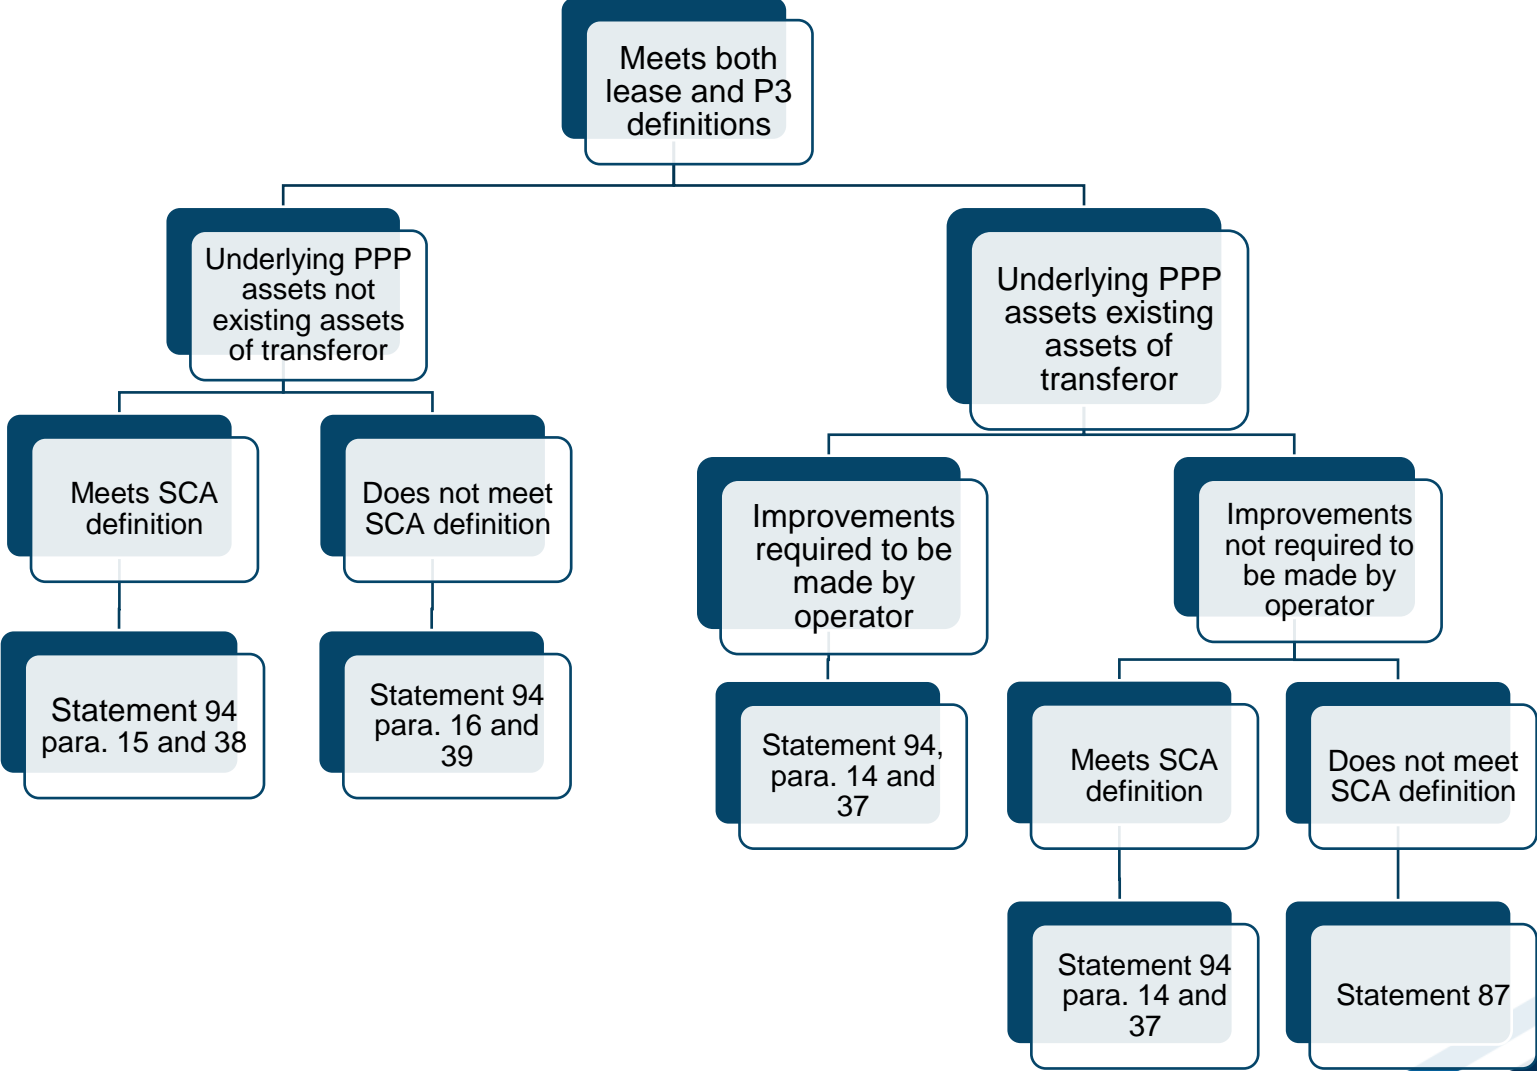 Meets both
lease and P3
definitions
Underlying PPP
assets not
existing assets
of transferor
Underlying PPP
assets existing
assets of
transferor
Meets SCA
definition
Does not meet
SCA definition
Improvements
required to be
made by
operator
Improvements
not required to
be made by
operator
Statement 94
para. 15 and 38
Statement 94
para. 16 and
39
Statement 94,
para. 14 and
37
Meets SCA
definition
Does not meet
SCA definition
Statement 94
para. 14 and
37
Statement 87